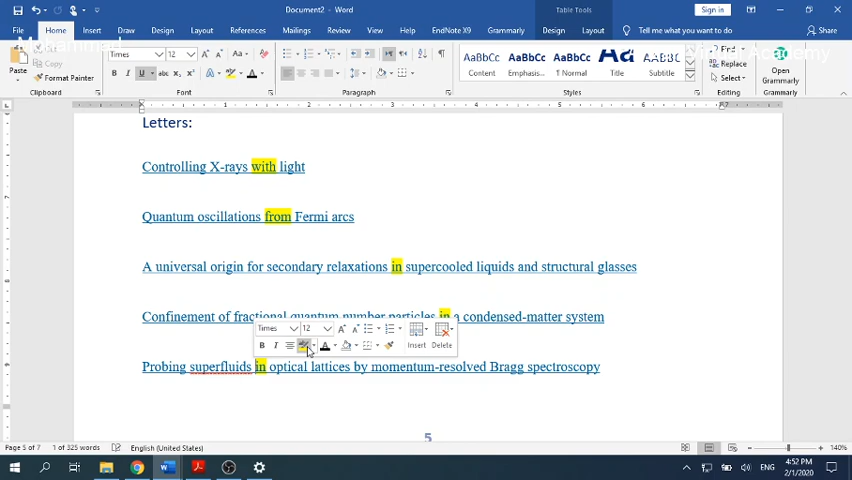 Document2 - Word
Table Tools
Sign in
File Home Insert Draw Design Layout References Mailings Review View Help EndNote X9 Grammarly Design Layout Tell me what you want to do Share
Academy
Paste
Copy
Format Painter
Times 12
Content
Emphasis...
¶ Normal
Title
Subtitle
Find
Replace
Select
Open
Grammarly
Clipboard Font Paragraph Styles Editing Grammarly
Letters:
Controlling X-rays with light
Quantum oscillations from Fermi arcs
A universal origin for secondary relaxations in supercooled liquids and structural glasses
Confinement of fractional quantum number particles in a condensed-matter system
Times 12
Insert Delete
Probing superfluids in optical lattices by momentum-resolved Bragg spectroscopy
5
Page 5 of 7 1 of 325 words English (United States) 140%
ENG
4:52 PM
2/1/2020